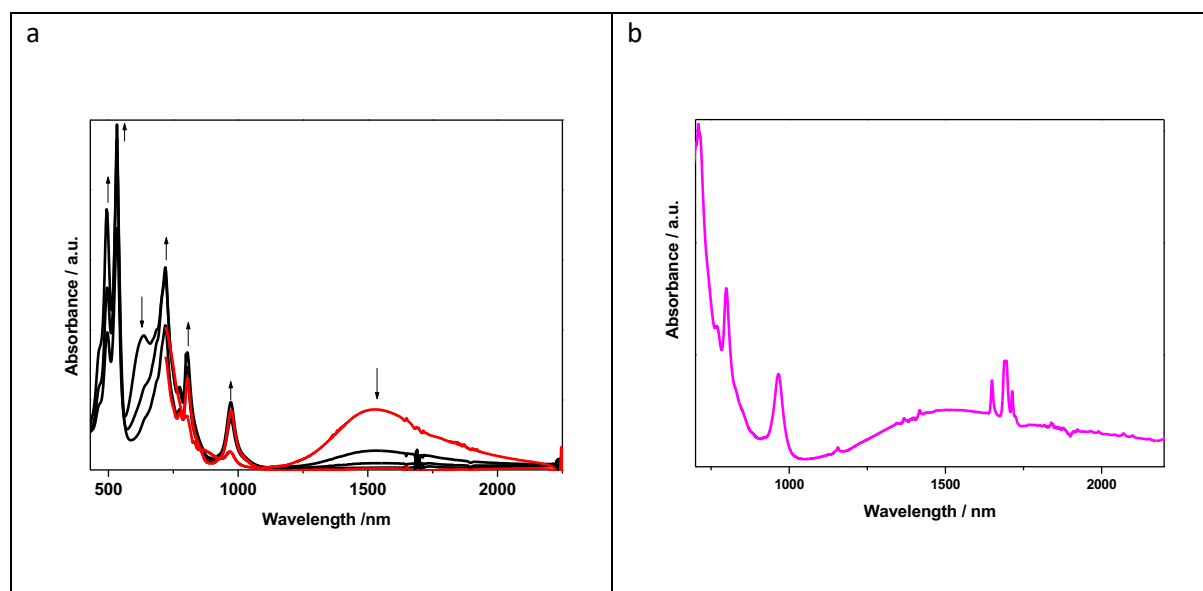 a
Absorbance / a.u.
500
1000
1500
2000
Wavelength /nm
b
Absorbance / a.u.
1000
1500
2000
Wavelength / nm